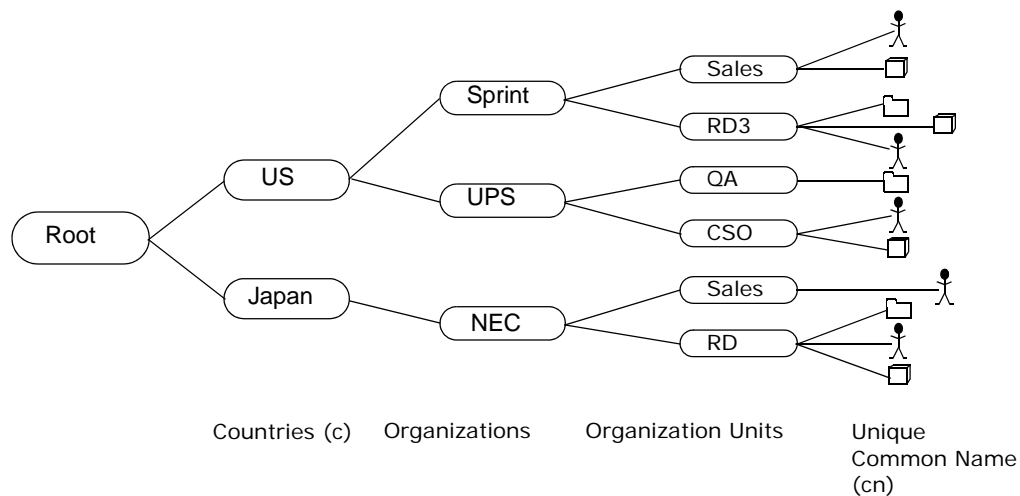 Sales
Sprint
RD3
US
QA
UPS
Root
CSO
Sales
Japan
NEC
RD
Countries (c)
Organizations
Organization Units
Unique
Common Name
(cn)